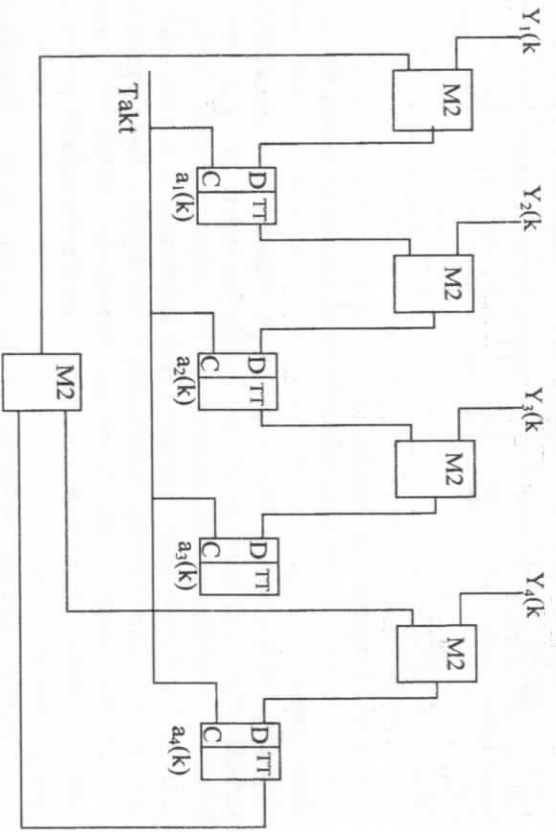 Y₁(k
Y₂(k
Y₃(k
Y₄(k
M2
M2
M2
M2
D TT
C
a₁(k)
D TT
C
a₂(k)
D TT
C
a₃(k)
D TT
C
a₄(k)
Takt
M2